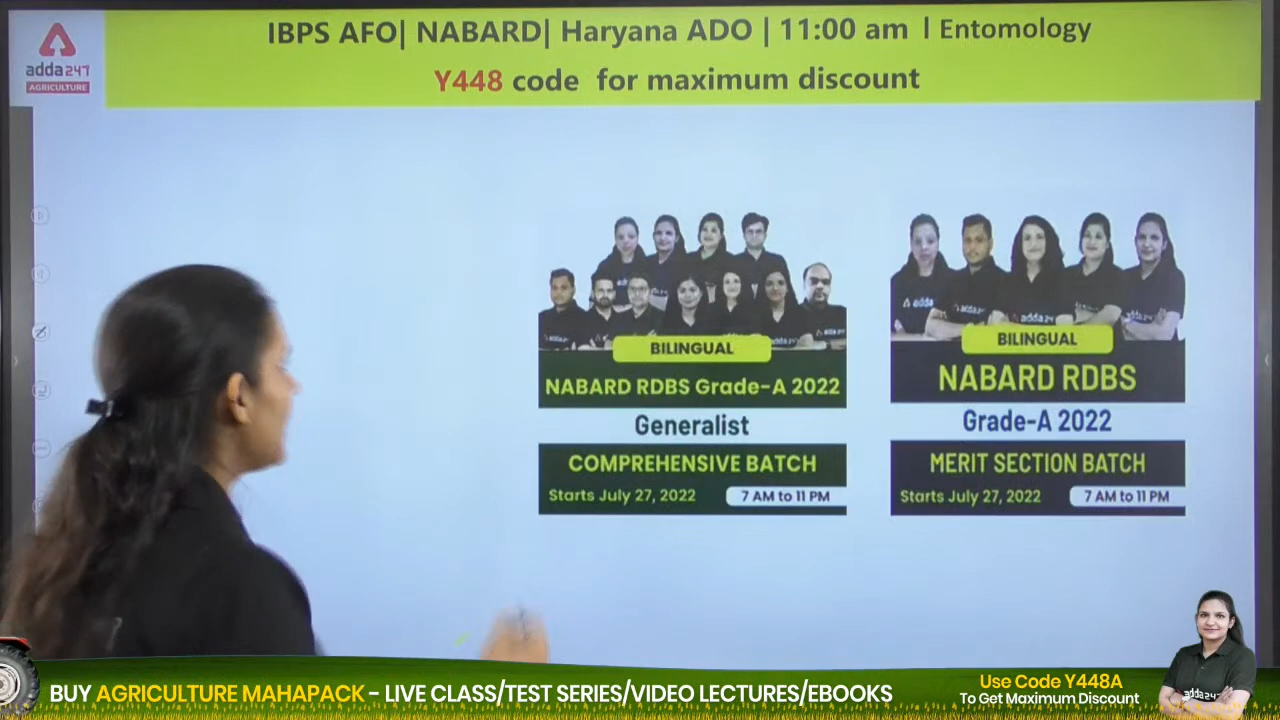 IBPS AFO| NABARD| Haryana ADO | 11:00 am | Entomology
Y448 code for maximum discount
adda247
AGRICULTURE
BILINGUAL
NABARD RDBS Grade-A 2022
Generalist
COMPREHENSIVE BATCH
Starts July 27, 2022
7 AM to 11 PM
BILINGUAL
NABARD RDBS
Grade-A 2022
MERIT SECTION BATCH
Starts July 27, 2022
7 AM to 11 PM
BUY AGRICULTURE MAHAPACK - LIVE CLASS/TEST SERIES/VIDEO LECTURES/EBOOKS
Use Code Y448A
To Get Maximum Discount
adda247